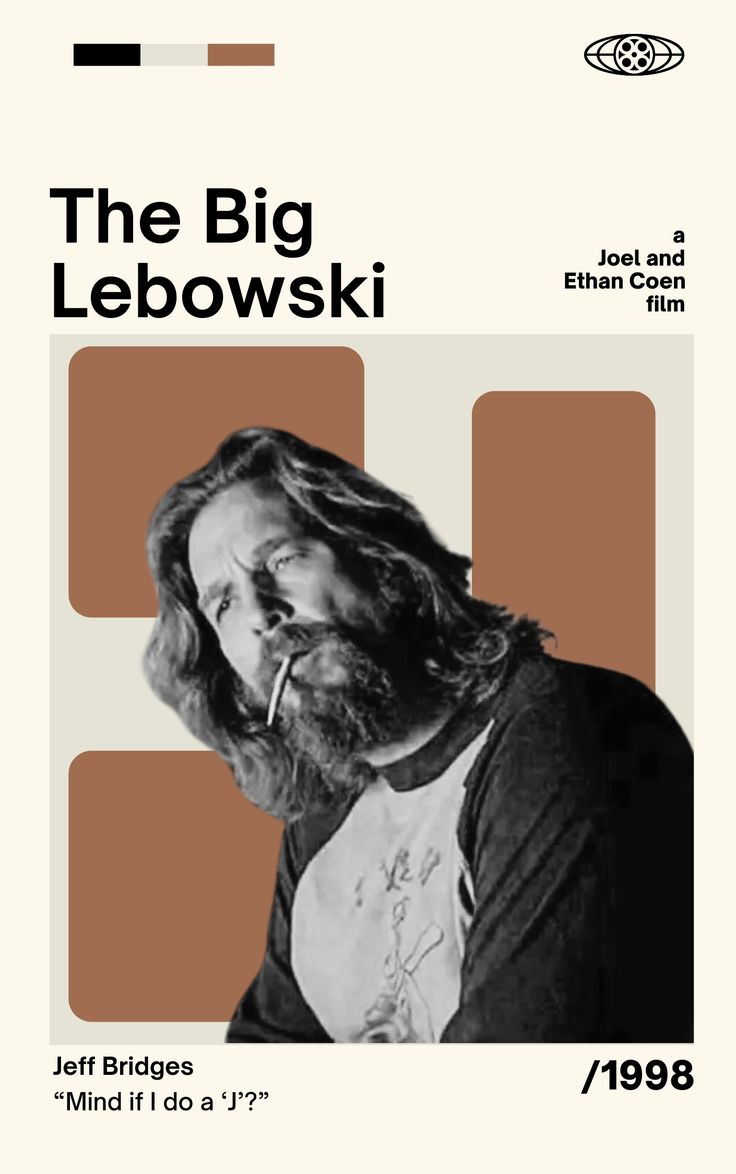 The Big
Lebowski
a
Joel and
Ethan Coen
film
Jeff Bridges
“Mind if I do a ‘J’?”
/1998